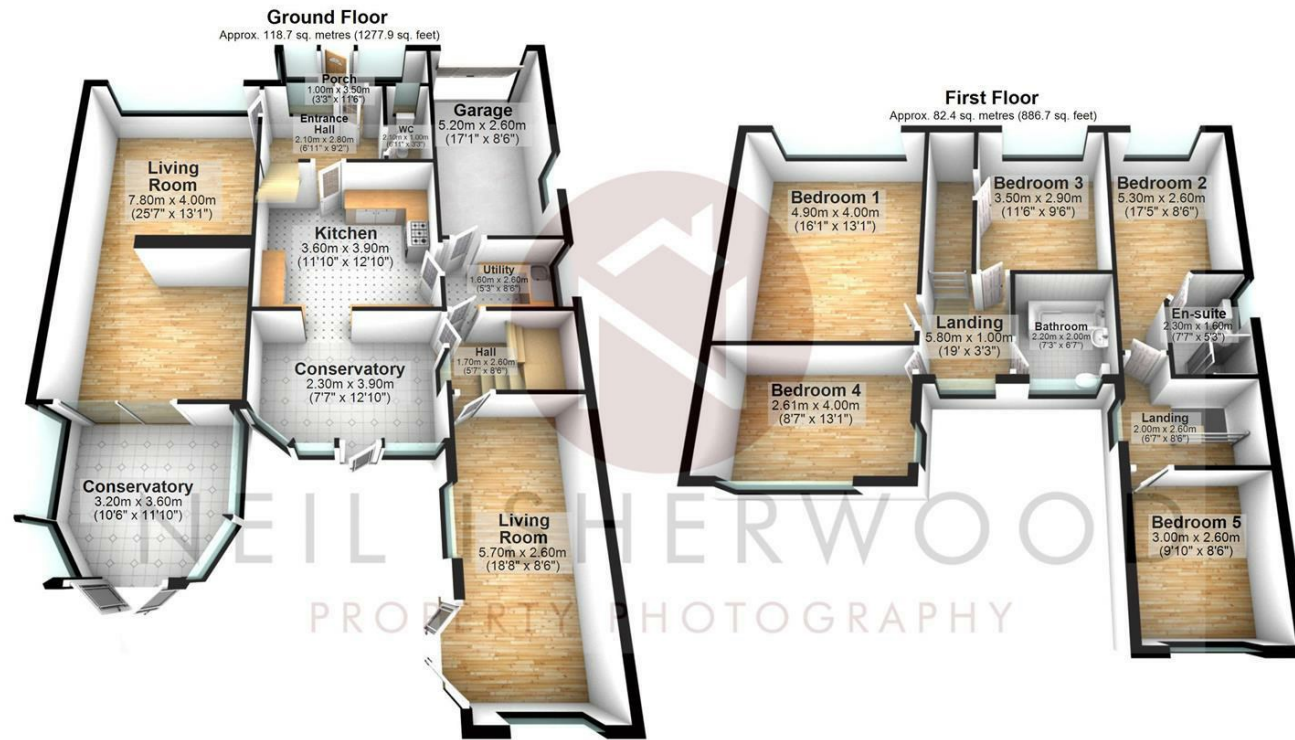 Ground Floor
Approx. 118.7 sq. metres (1277.9 sq. feet)
Porch
1.00m x 3.50m
(3'3" x 11'6")
Entrance
Hall
2.10m x 2.80m
(6'11" x 9'2")
WC
2.10m x 1.00m
(6'11" x 3'3")
Garage
5.20m x 2.60m
(17'1" x 8'6")
Living
Room
7.80m x 4.00m
(25'7" x 13'1")
Kitchen
3.60m x 3.90m
(11'10" x 12'10")
Utility
1.60m x 2.60m
(5'3" x 8'6")
Hall
1.70m x 2.60m
(5'7" x 8'6")
Conservatory
2.30m x 3.90m
(7'7" x 12'10")
Conservatory
3.20m x 3.60m
(10'6" x 11'10")
Living
Room
5.70m x 2.60m
(18'8" x 8'6")
First Floor
Approx. 82.4 sq. metres (886.7 sq. feet)
Bedroom 1
4.90m x 4.00m
(16'1" x 13'1")
Bedroom 3
3.50m x 2.90m
(11'6" x 9'6")
Bedroom 2
5.30m x 2.60m
(17'5" x 8'6")
En-suite
2.30m x 1.60m
(7'7" x 5'3")
Landing
5.80m x 1.00m
(19' x 3'3")
Bathroom
2.20m x 2.00m
(7'3" x 6'7")
Bedroom 4
2.61m x 4.00m
(8'7" x 13'1")
Landing
2.00m x 2.60m
(6'7" x 8'6")
Bedroom 5
3.00m x 2.60m
(9'10" x 8'6")
NEIL ISHERWOOD
PROPERTY PHOTOGRAPHY